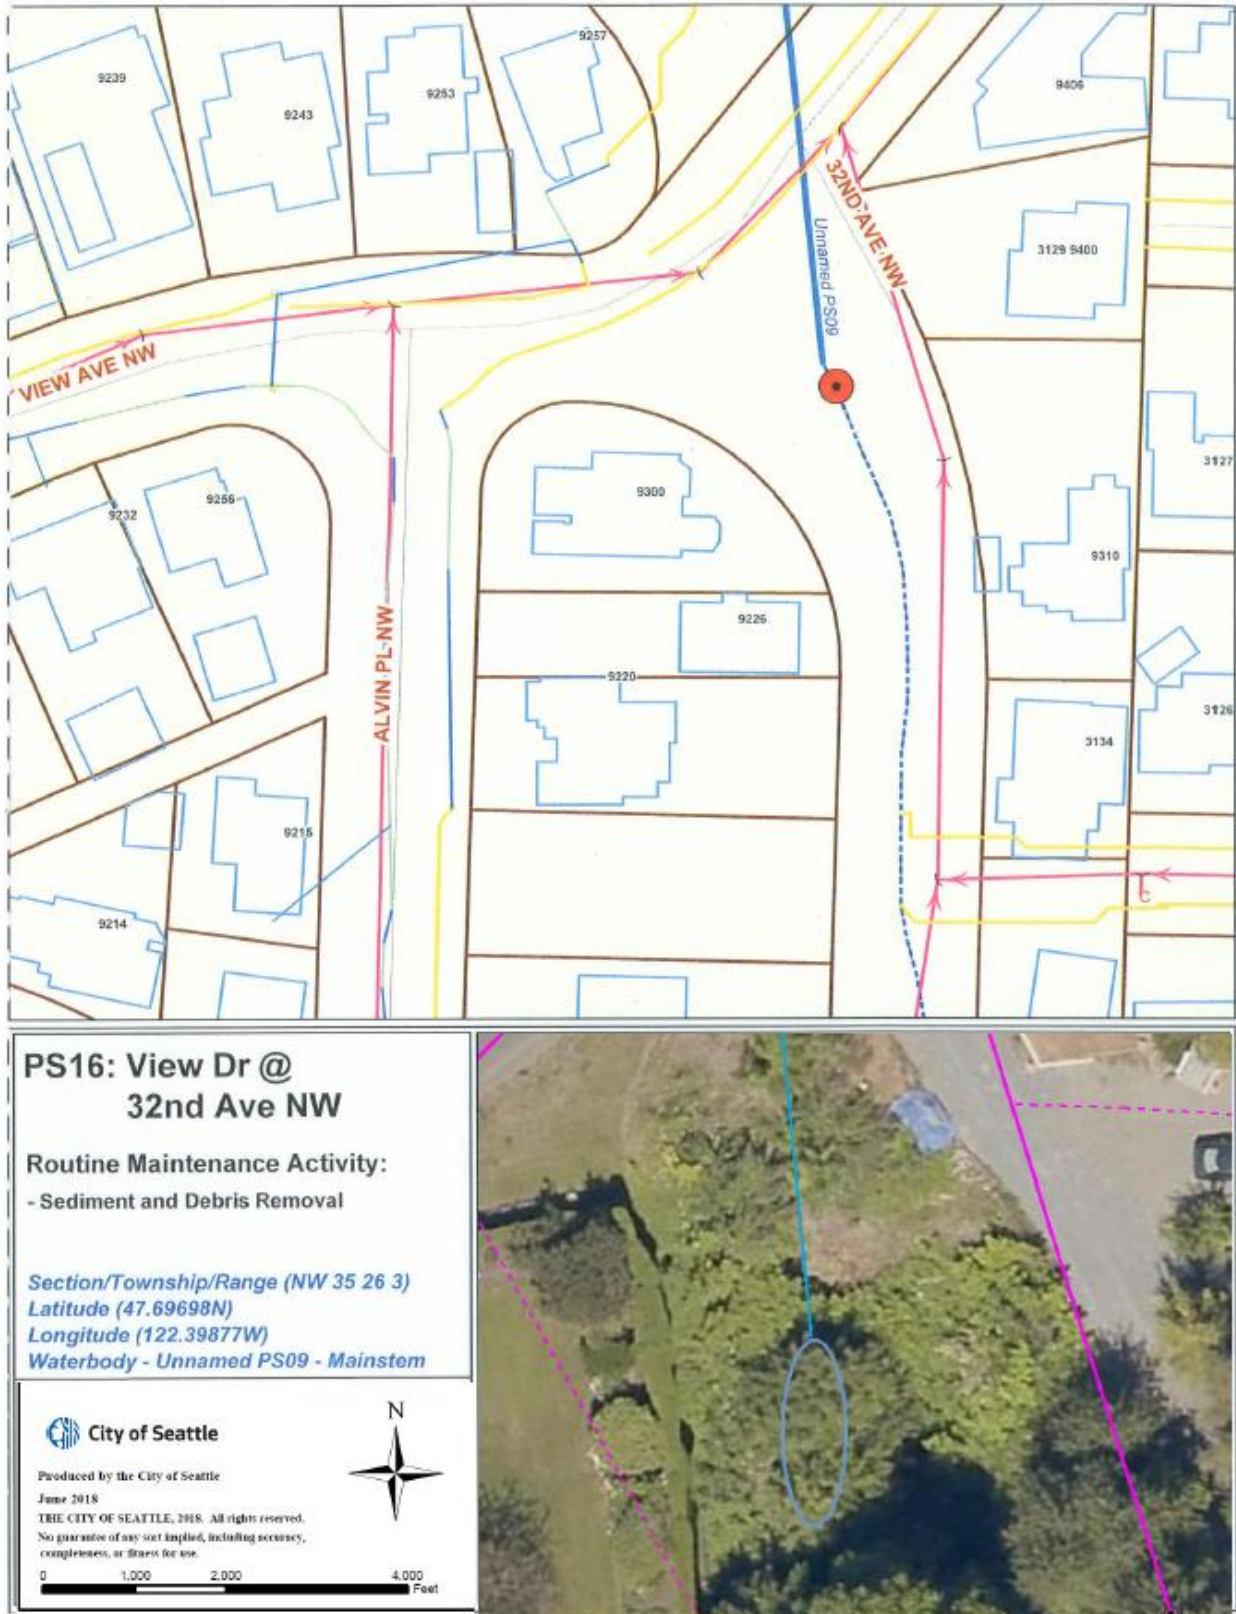 9257
9239
9243
9253
9406
32ND AVE NW
Unnamed PS09
3129 9400
VIEW AVE NW
3127
9300
9256
9232
9310
9226
9220
ALVIN PL NW
3126
3134
9215
C
9214
PS16: View Dr @
32nd Ave NW
Routine Maintenance Activity:
- Sediment and Debris Removal
Section/Township/Range (NW 35 26 3)
Latitude (47.69698N)
Longitude (122.39877W)
Waterbody - Unnamed PS09 - Mainstem
N
City of Seattle
Produced by the City of Seattle
June 2018
THE CITY OF SEATTLE, 2018. All rights reserved.
No guarantee of any sort implied, including accuracy,
completeness, or fitness for use.
0 1,000 2,000 4,000
Feet